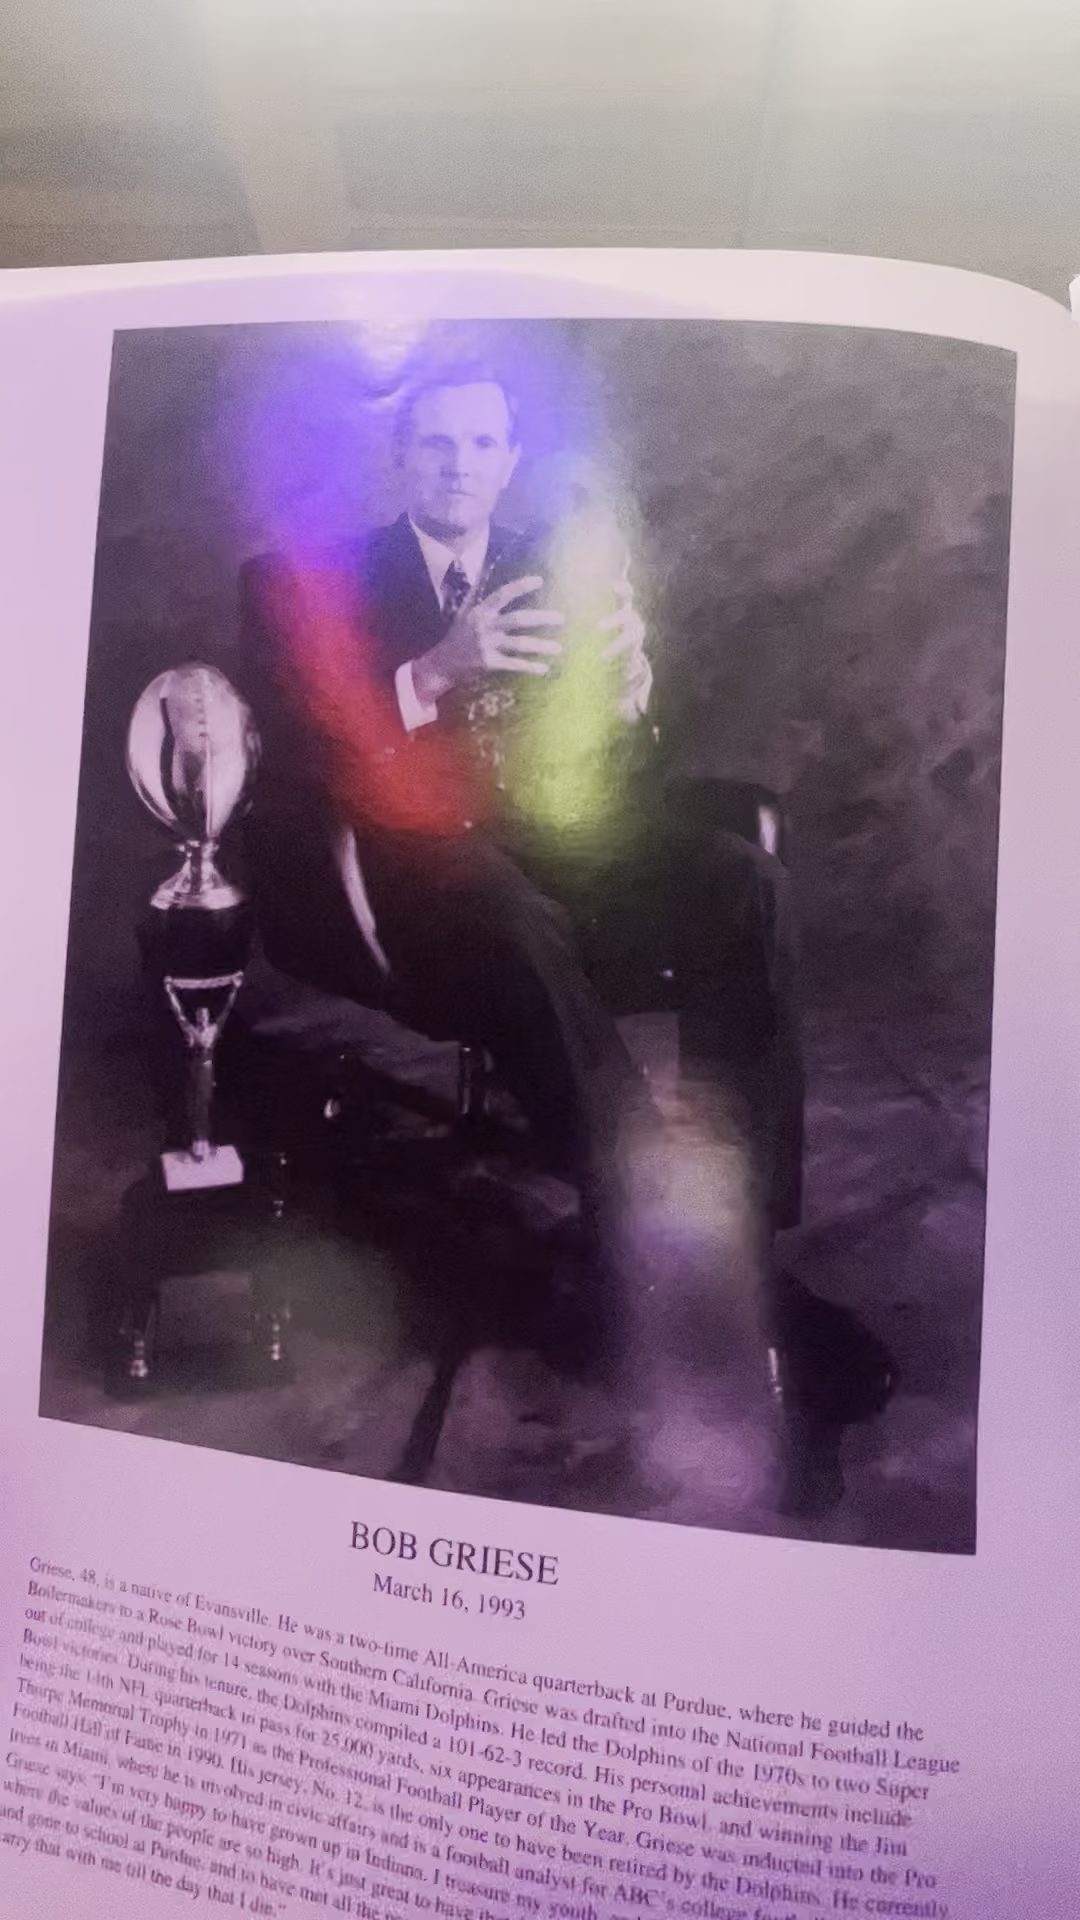 BOB GRIESE
March 16, 1993
Griese, 48, is a native of Evansville. He was a two-time All-America quarterback at Purdue, where he guided the
Boilermakers to a Rose Bowl victory over Southern California. Griese was drafted into the National Football League
out of college and played for 14 seasons with the Miami Dolphins. He led the Dolphins of the 1970s to two Super
Bowl victories. During his tenure, the Dolphins compiled a 101-62-3 record. His personal achievements include
being the 14th NFL quarterback to pass for 25,000 yards, six appearances in the Pro Bowl, and winning the Jim
Thorpe Memorial Trophy in 1971 as the Professional Football Player of the Year. Griese was inducted into the Pro
Football Hall of Fame in 1990. His jersey, No. 12, is the only one to have been retired by the Dolphins. He currently
lives in Miami, where he is involved in civic affairs and is a football analyst for ABC's college
Griese says, "I'm very happy to have grown up in Indiana. I treasure my youth
where the values of the people are so high. It's just great to have
and gone to school at Purdue, and to have met all the
arry that with me till the day that I die."